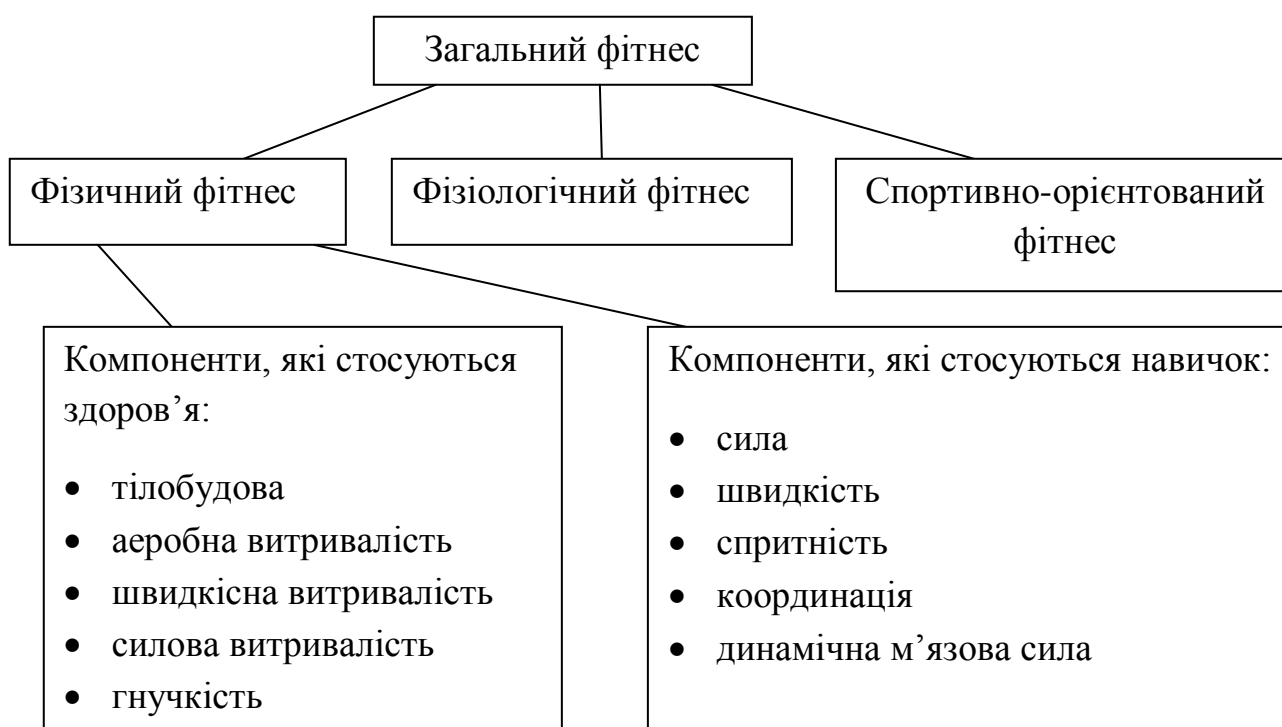 Загальний фітнес
Фізичний фітнес
Фізіологічний фітнес
Спортивно-орієнтований
фітнес
Компоненти, які стосуються
здоров’я:
• тілобудова
• аеробна витривалість
• швидкісна витривалість
• силова витривалість
• гнучкість
Компоненти, які стосуються навичок:
• сила
• швидкість
• спритність
• координація
• динамічна м’язова сила